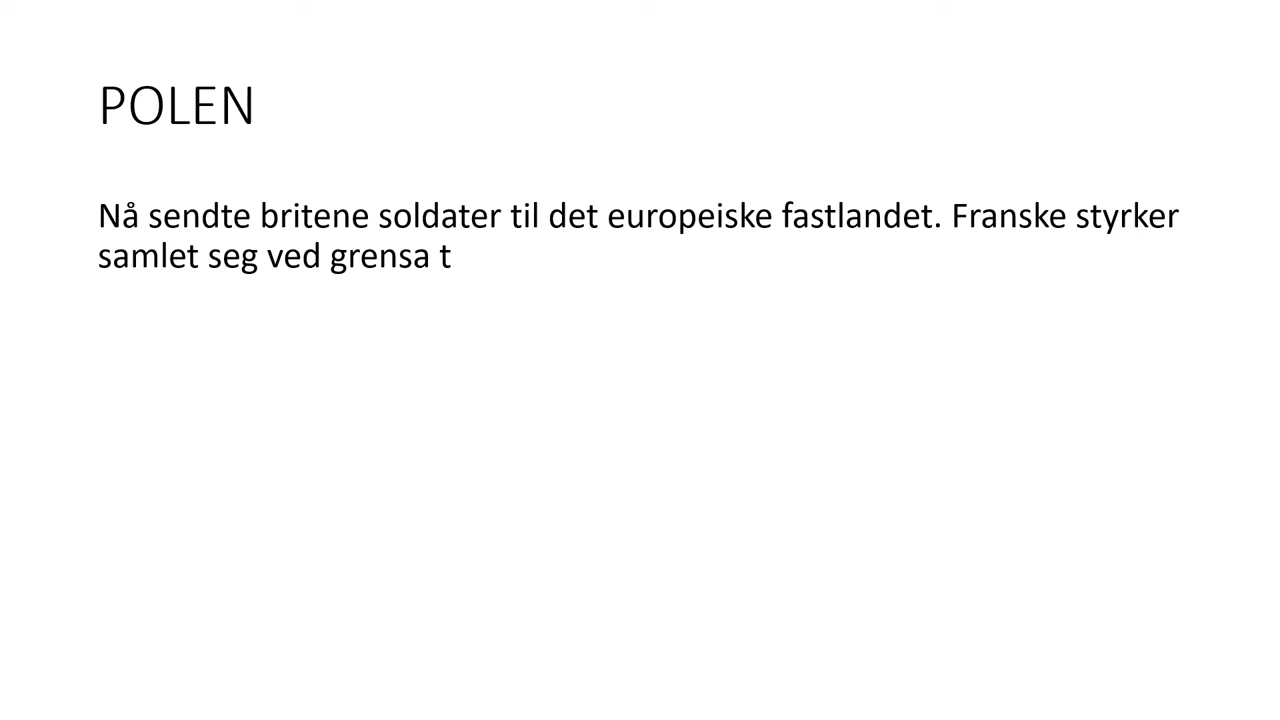 POLEN
Nå sendte britene soldater til det europeiske fastlandet. Franske styrker
samlet seg ved grensa t